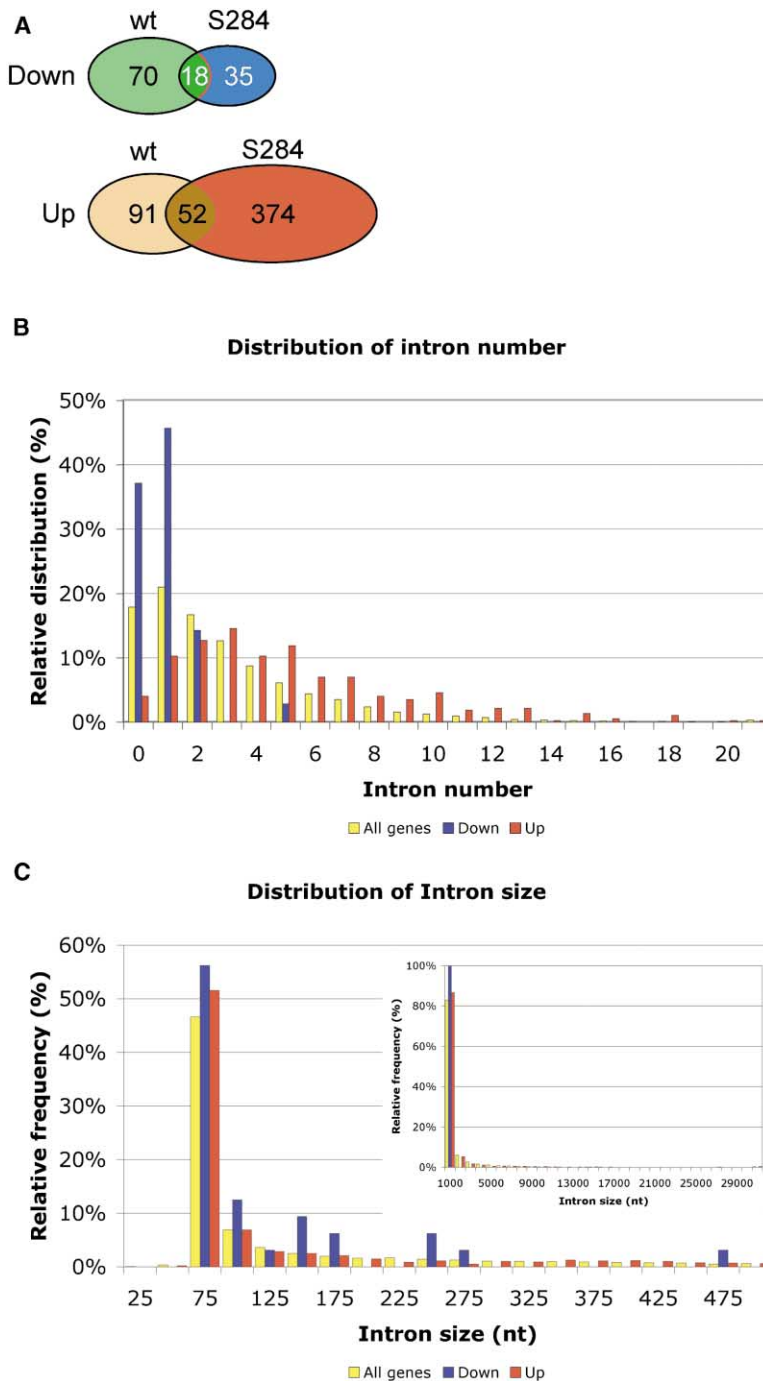 A
wt S284
Down 70 18 35
wt S284
Up 91 52 374
B
Distribution of intron number
Relative distribution (%)
50%
40%
30%
20%
10%
0%
0 2 4 6 8 10 12 14 16 18 20
Intron number
All genes Down Up
C
Distribution of Intron size
Relative frequency (%)
60%
50%
40%
30%
20%
10%
0%
25 75 125 175 225 275 325 375 425 475
Intron size (nt)
Relative frequency (%)
100%
80%
60%
40%
20%
0%
1000 5000 9000 13000 17000 21000 25000 29000
Intron size (nt)
All genes Down Up